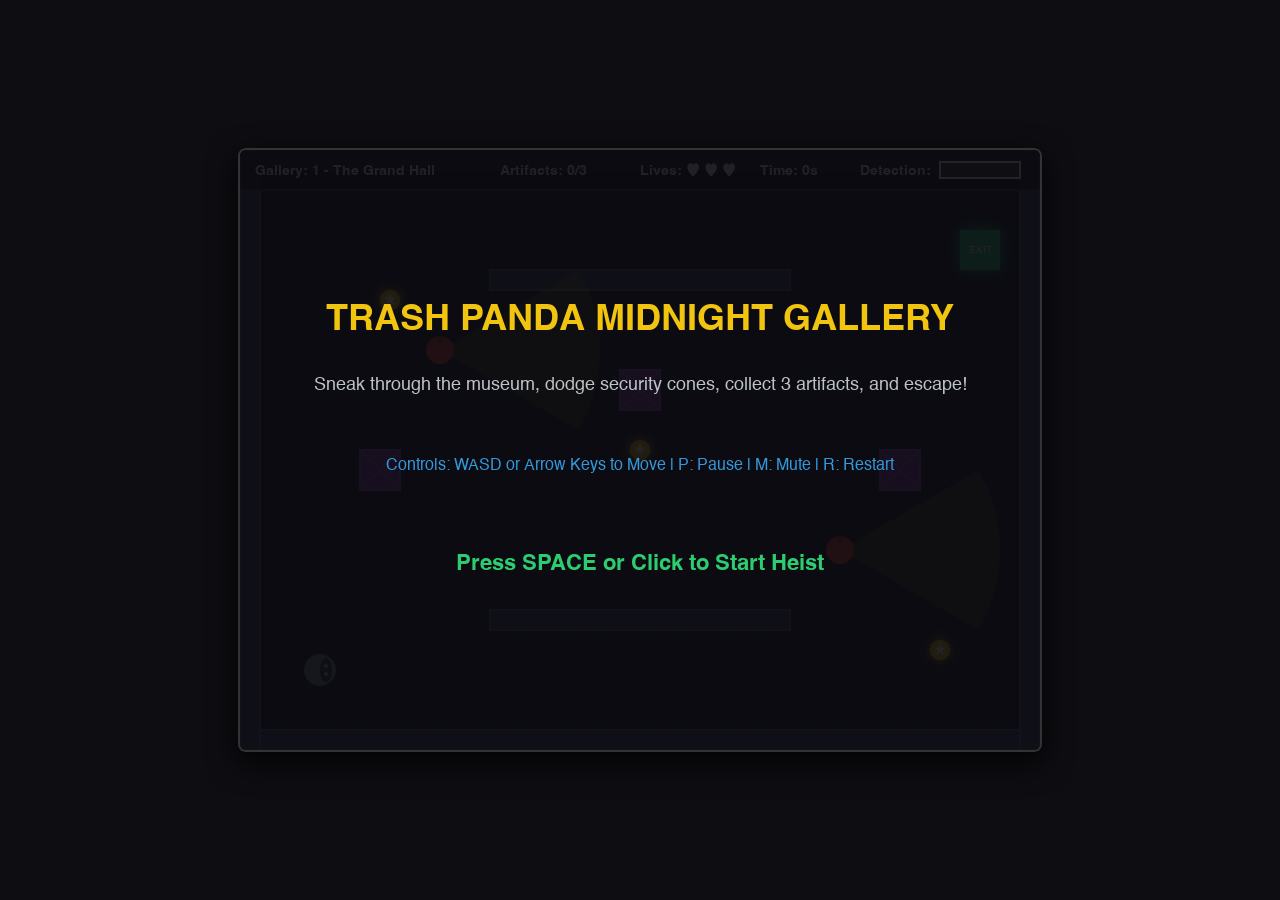 Gallery: 1 - The Grand Hall Artifacts: 0/3 Lives: ♥ ♥ ♥ Time: 0s Detection:
EXIT
TRASH PANDA MIDNIGHT GALLERY
Sneak through the museum, dodge security cones, collect 3 artifacts, and escape!
Controls: WASD or Arrow Keys to Move | P: Pause | M: Mute | R: Restart
Press SPACE or Click to Start Heist